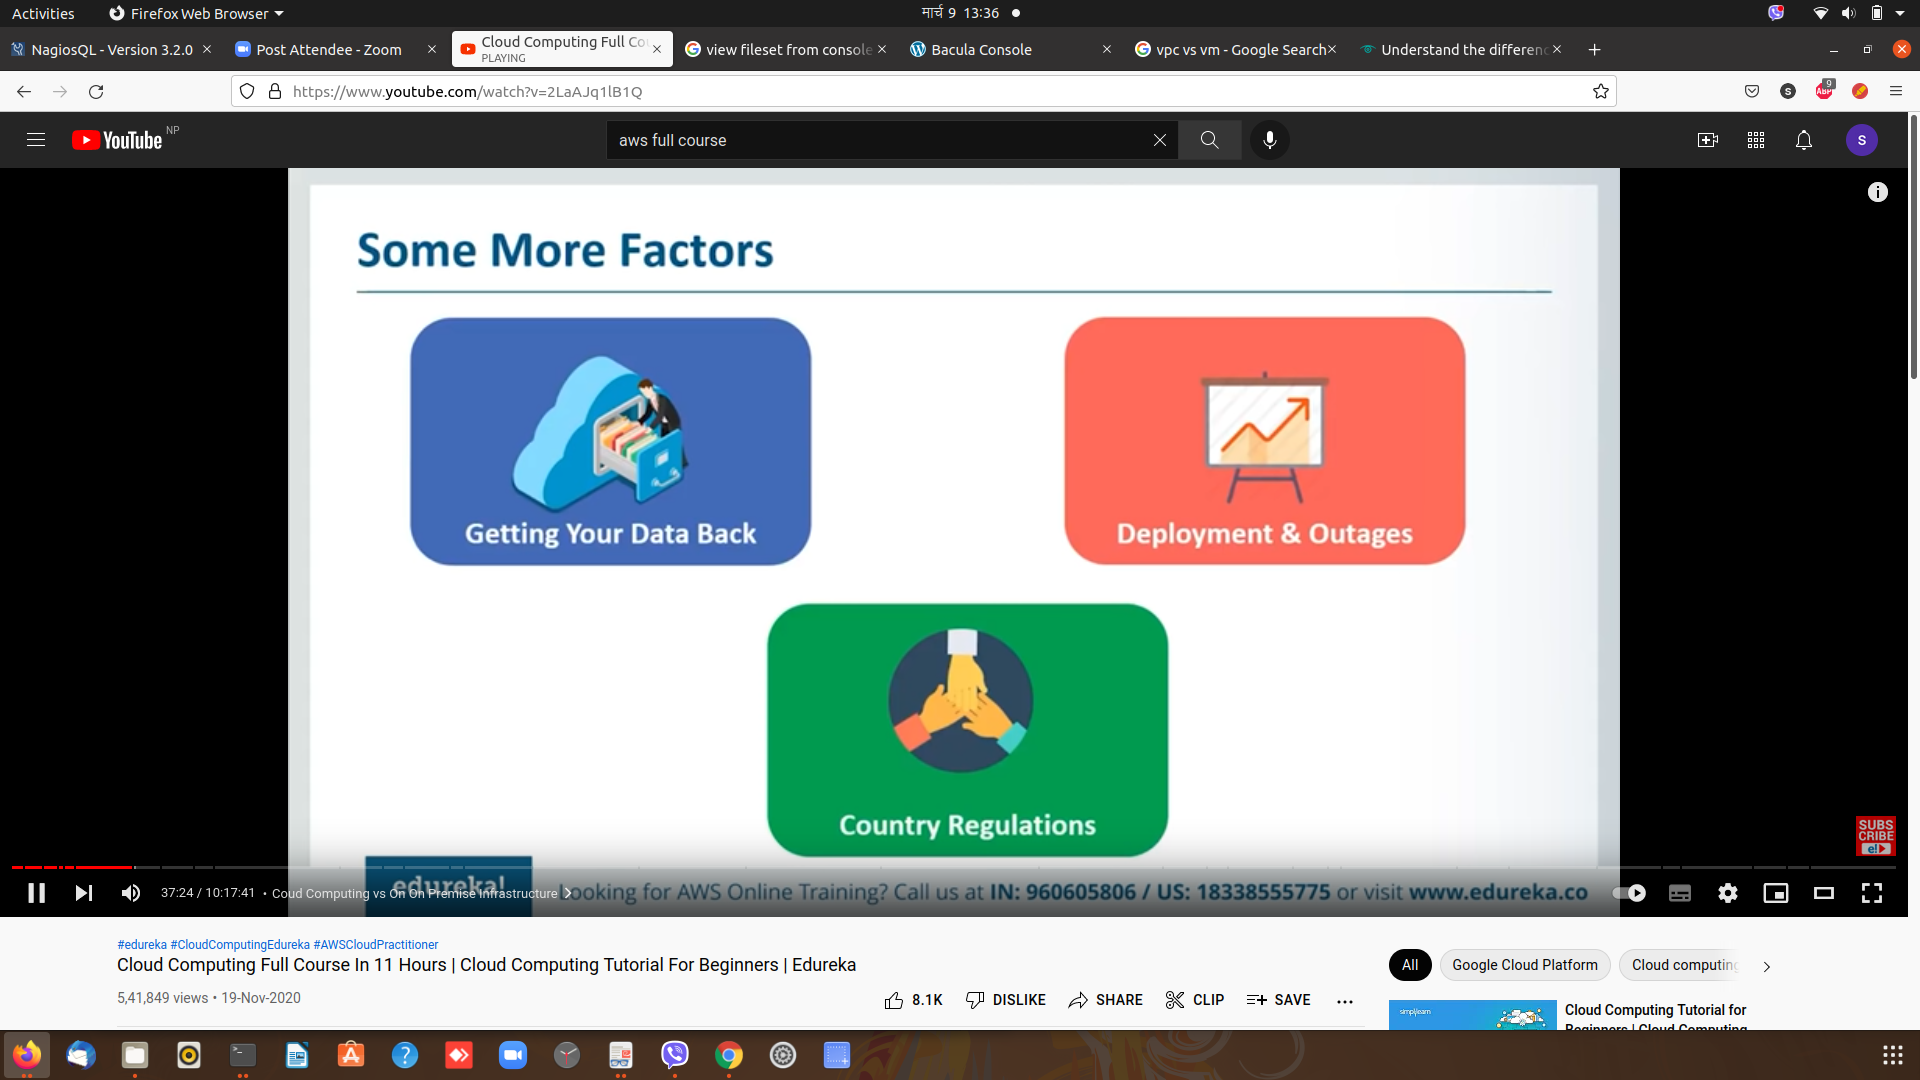 Activities
Firefox Web Browser
मार्च 9 13:36
NagiosQL - Version 3.2.0
Post Attendee - Zoom
Cloud Computing Full Co
PLAYING
view fileset from console
Bacula Console
vpc vs vm - Google Search
Understand the differenc
https://www.youtube.com/watch?v=2LaAJq1lB1Q
S
ABP
9
YouTube NP
aws full course
S
Some More Factors
Getting Your Data Back
Deployment & Outages
Country Regulations
SUBS
CRIBE
e!
edureka!
Looking for AWS Online Training? Call us at IN: 960605806 / US: 18338555775 or visit www.edureka.co
37:24 / 10:17:41 • Coud Computing vs On On Premise Infrastructure
#edureka #CloudComputingEdureka #AWSCloudPractitioner
Cloud Computing Full Course In 11 Hours | Cloud Computing Tutorial For Beginners | Edureka
5,41,849 views • 19-Nov-2020
8.1K
DISLIKE
SHARE
CLIP
SAVE
All
Google Cloud Platform
Cloud computing
simplilearn
Cloud Computing Tutorial for
Beginners | Cloud Computing